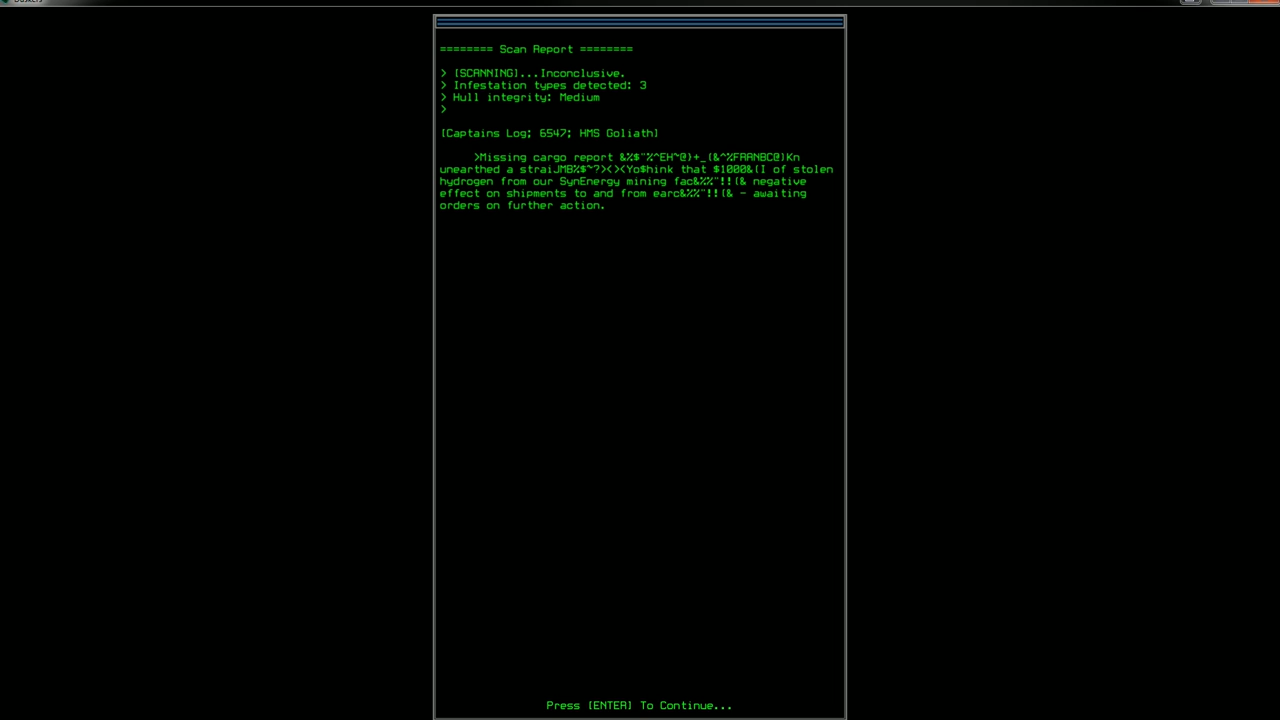 ======== Scan Report ========
> [SCANNING]...Inconclusive.
> Infestation types detected: 3
> Hull integrity: Medium
>
[Captains Log; 6547; HMS Goliath]
>Missing cargo report &%$"%^EH~@)+_(&^%FAANBC@)Kn
unearthed a straiJMB%$~?><><Yo$hink that $1000&(I of stolen
hydrogen from our SynEnergy mining fac&%%"!!(& negative
effect on shipments to and from earc&%%"!!(& - awaiting
orders on further action.
Press [ENTER] To Continue...